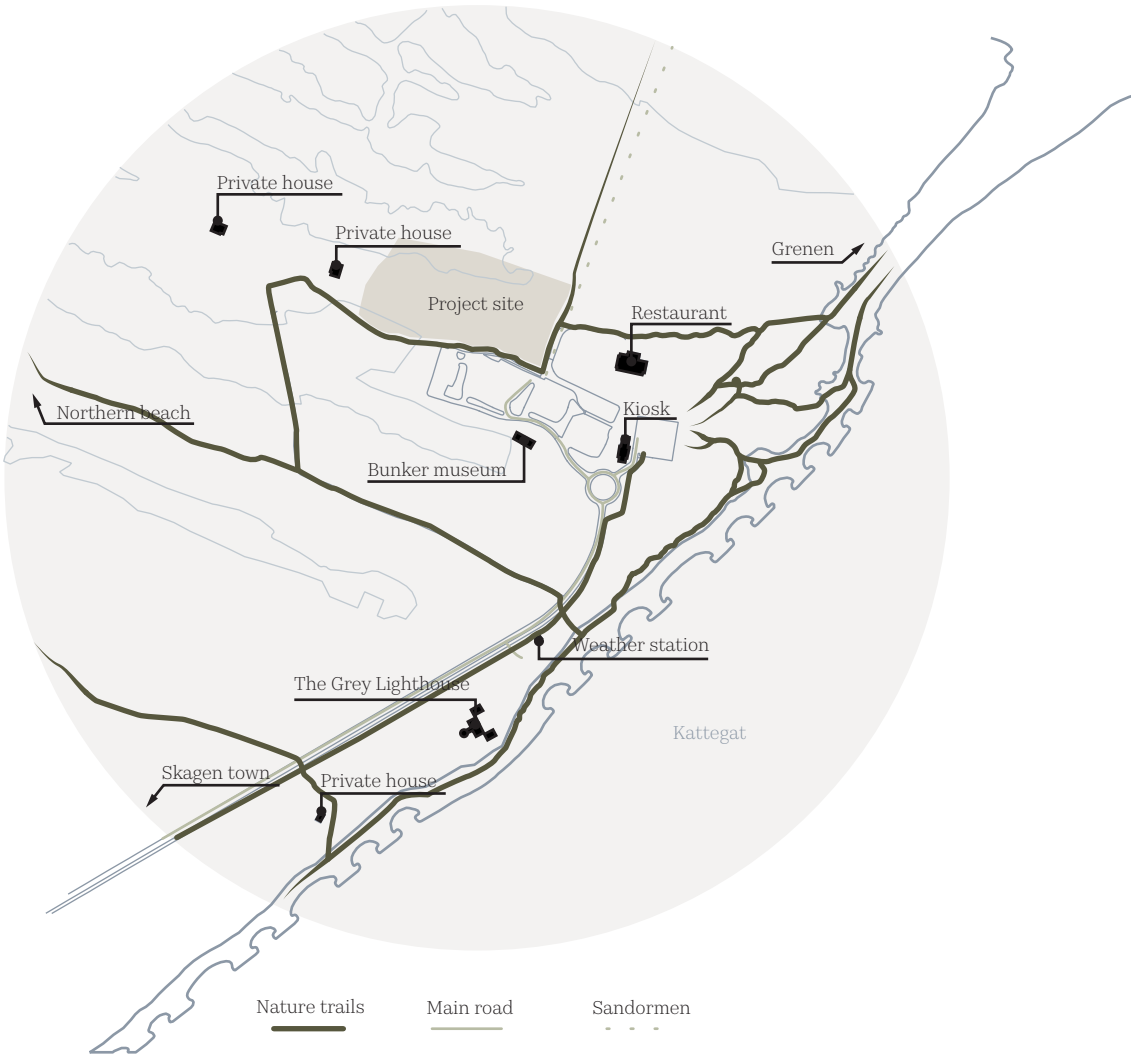 Private house
Private house
Grenen
Project site
Restaurant
Northern beach
Kiosk
Bunker museum
Weather station
The Grey Lighthouse
Kattegat
Skagen town
Private house
Nature trails
Main road
Sandormen